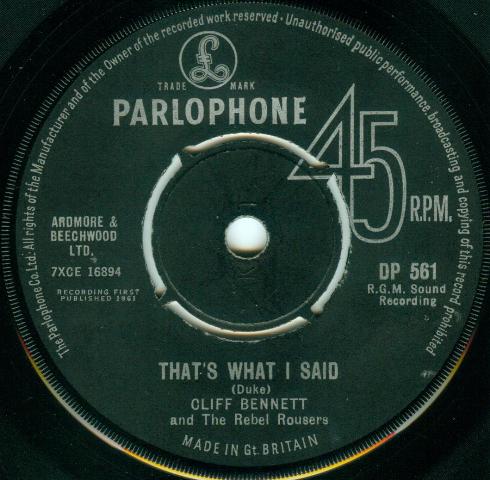 The Parlophone Co.Ltd. All rights of the Manufacturer and of the Owner of the recorded work reserved · Unauthorised public performance, broadcasting and copying of this record prohibited
£
TRADE MARK
PARLOPHONE
45
R.P.M.
ARDMORE &
BEECHWOOD
LTD.
7XCE 16894
RECORDING FIRST
PUBLISHED 1961
DP 561
R.G.M. Sound
Recording
THAT'S WHAT I SAID
(Duke)
CLIFF BENNETT
and The Rebel Rousers
MADE IN Gt. BRITAIN